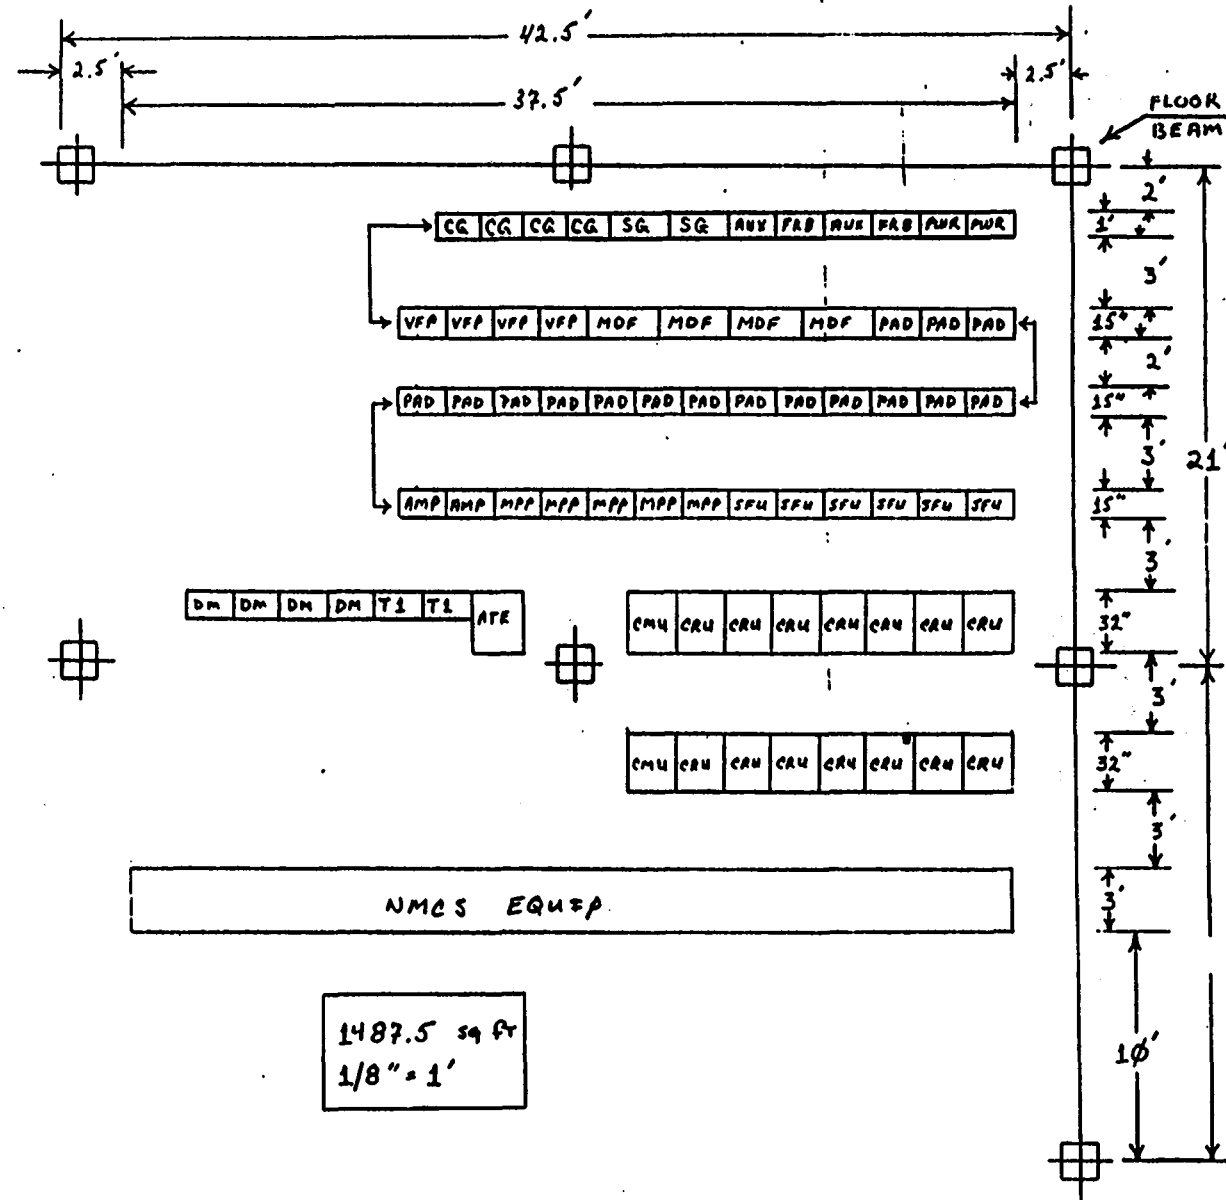 42.5'
2.5' 2.5'
37.5'
FLOOR
BEAM
2'
CG CG CG CG SG SG AUX FRB AUX FRB PWR PWR 1'
3'
VFP VFP VFP VFP MDF MDF MDF MDF PAD PAD PAD 15"
2'
PAD PAD PAD PAD PAD PAD PAD PAD PAD PAD PAD PAD PAD 15"
3' 21'
AMP AMP MPP MPP MPP MPP MPP SFU SFU SFU SFU SFU SFU 15"
3'
DM DM DM DM T1 T1 ATE CMU CRU CRU CRU CRU CRU CRU CRU 32"
3'
CMU CRU CRU CRU CRU CRU CRU CRU 32"
3'
NMCS EQUIP 3'
1487.5 sq ft
1/8" = 1'
1Ø'